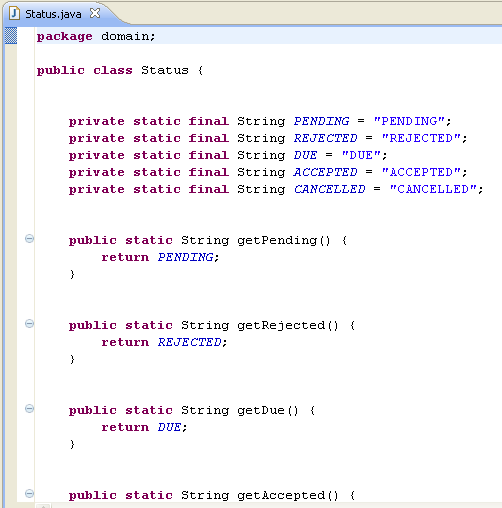 Status.java
package domain;
public class Status {
private static final String PENDING = "PENDING";
private static final String REJECTED = "REJECTED";
private static final String DUE = "DUE";
private static final String ACCEPTED = "ACCEPTED";
private static final String CANCELLED = "CANCELLED";
public static String getPending() {
return PENDING;
}
public static String getRejected() {
return REJECTED;
}
public static String getDue() {
return DUE;
}
public static String getAccepted() {